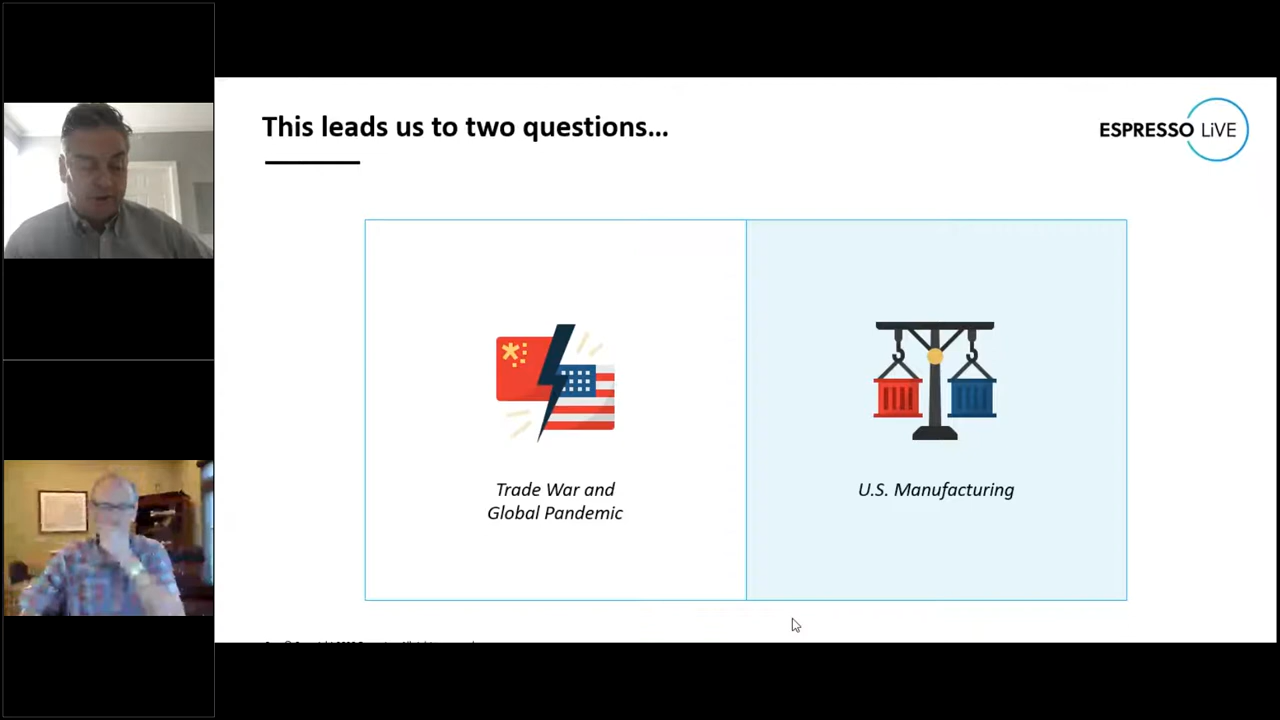 This leads us to two questions...
ESPRESSO LiVE
Trade War and
Global Pandemic
U.S. Manufacturing